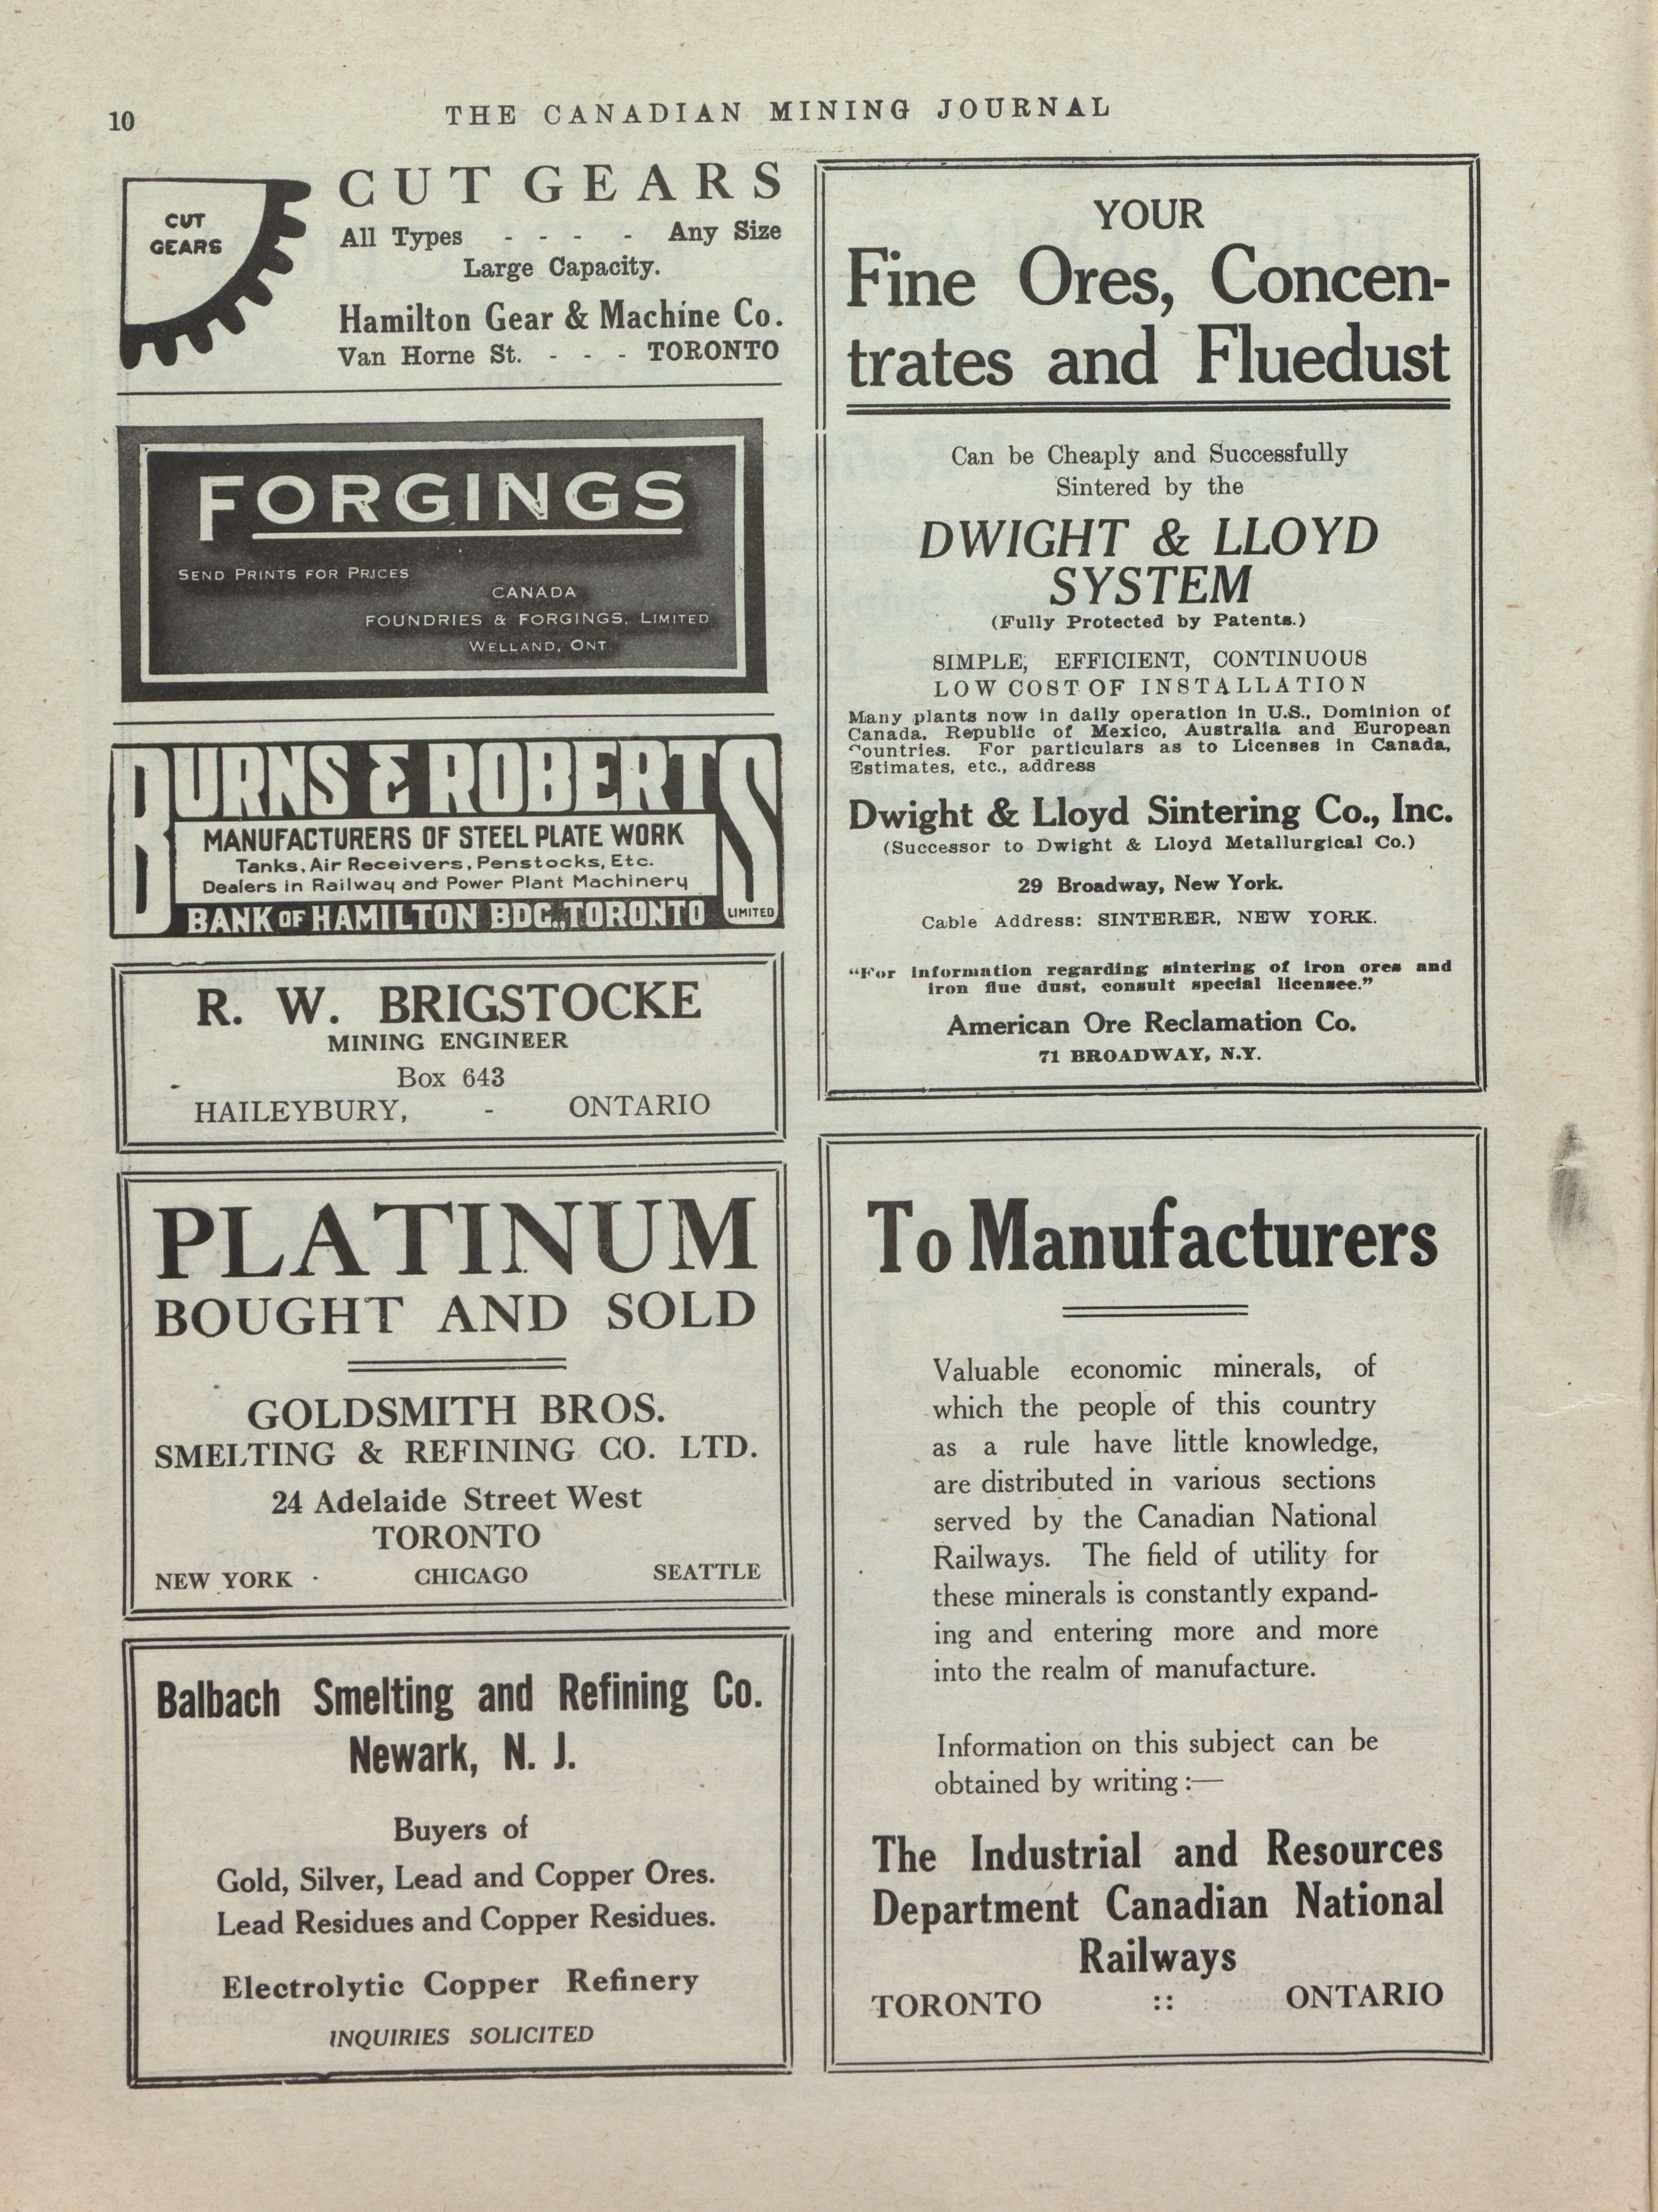 10
THE CANADIAN MINING JOURNAL
CUT
GEARS
CUT GEARS
All Types - - - - Any Size
Large Capacity.
Hamilton Gear & Machine Co.
Van Horne St. - - - TORONTO
FORGINGS
SEND PRINTS FOR PRICES
CANADA
FOUNDRIES & FORGINGS, LIMITED
WELLAND, ONT.
BURNS & ROBERTS
MANUFACTURERS OF STEEL PLATE WORK
Tanks, Air Receivers, Penstocks, Etc.
Dealers in Railway and Power Plant Machinery
BANK OF HAMILTON BDG., TORONTO LIMITED
R. W. BRIGSTOCKE
MINING ENGINEER
Box 643
HAILEYBURY, - ONTARIO
PLATINUM
BOUGHT AND SOLD
GOLDSMITH BROS.
SMELTING & REFINING CO. LTD.
24 Adelaide Street West
TORONTO
NEW YORK · CHICAGO SEATTLE
Balbach Smelting and Refining Co.
Newark, N. J.
Buyers of
Gold, Silver, Lead and Copper Ores.
Lead Residues and Copper Residues.
Electrolytic Copper Refinery
INQUIRIES SOLICITED
YOUR
Fine Ores, Concen-
trates and Fluedust
Can be Cheaply and Successfully
Sintered by the
DWIGHT & LLOYD
SYSTEM
(Fully Protected by Patents.)
SIMPLE, EFFICIENT, CONTINUOUS
LOW COST OF INSTALLATION
Many plants now in daily operation in U.S., Dominion of
Canada, Republic of Mexico, Australia and European
Countries. For particulars as to Licenses in Canada,
Estimates, etc., address
Dwight & Lloyd Sintering Co., Inc.
(Successor to Dwight & Lloyd Metallurgical Co.)
29 Broadway, New York.
Cable Address: SINTERER, NEW YORK.
“For information regarding sintering of iron ores and
iron flue dust, consult special licensee.”
American Ore Reclamation Co.
71 BROADWAY, N.Y.
To Manufacturers
Valuable economic minerals, of
which the people of this country
as a rule have little knowledge,
are distributed in various sections
served by the Canadian National
Railways. The field of utility for
these minerals is constantly expand-
ing and entering more and more
into the realm of manufacture.
Information on this subject can be
obtained by writing :—
The Industrial and Resources
Department Canadian National
Railways
TORONTO :: ONTARIO